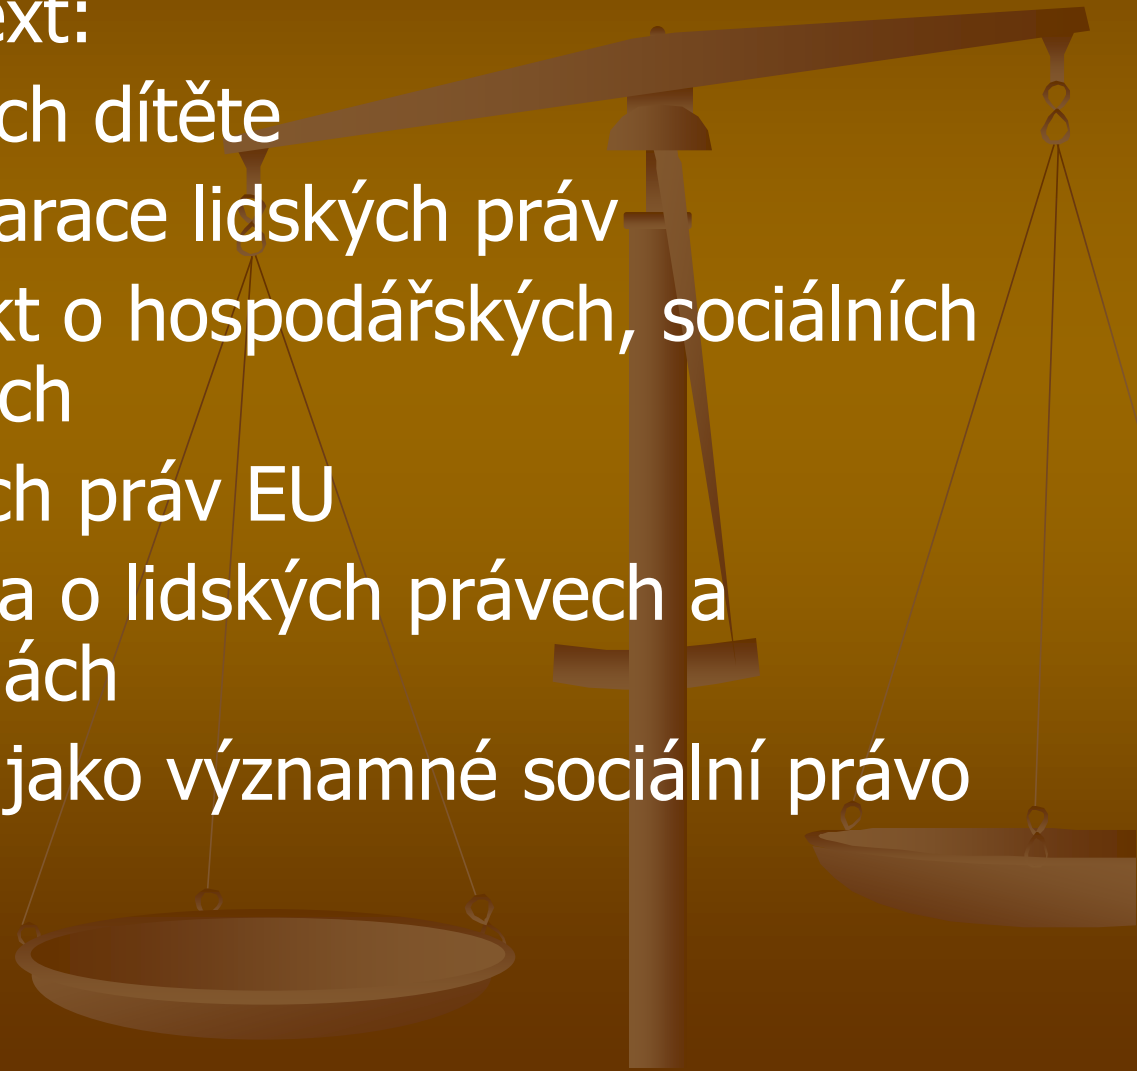 ext:
ch dítěte
arace lidských práv
kt o hospodářských, sociálních
ch
ch práv EU
a o lidských právech a
ách
jako významné sociální právo